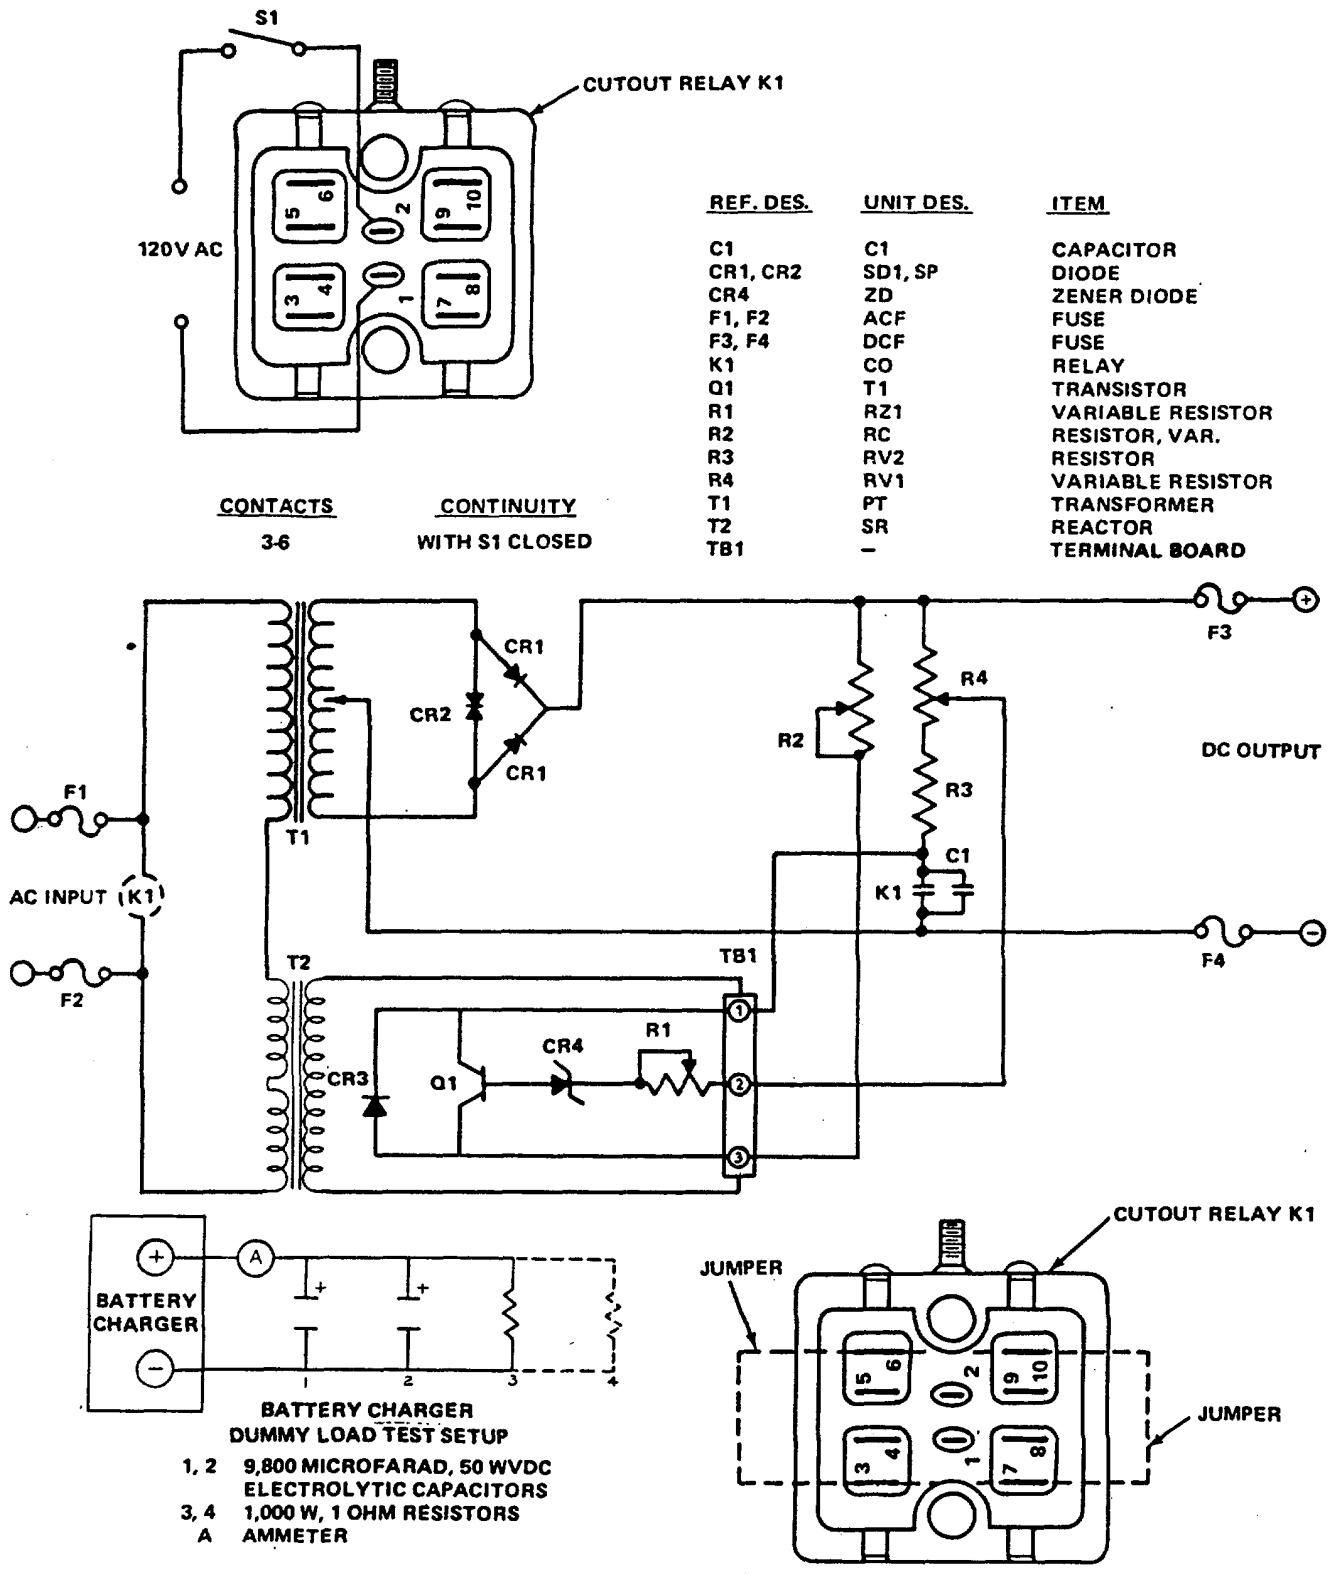 S1
CUTOUT RELAY K1
5 6
2
9 10
120V AC
3 4
1
7 8
REF. DES. UNIT DES. ITEM
C1 C1 CAPACITOR
CR1, CR2 SD1, SP DIODE
CR4 ZD ZENER DIODE
F1, F2 ACF FUSE
F3, F4 DCF FUSE
K1 CO RELAY
Q1 T1 TRANSISTOR
R1 RZ1 VARIABLE RESISTOR
R2 RC RESISTOR, VAR.
R3 RV2 RESISTOR
R4 RV1 VARIABLE RESISTOR
T1 PT TRANSFORMER
T2 SR REACTOR
TB1 – TERMINAL BOARD
CONTACTS CONTINUITY
3-6 WITH S1 CLOSED
+
F3
CR1
R4
CR2
R2
DC OUTPUT
CR1
F1
R3
T1
C1
AC INPUT K1
K1
–
F4
T2
TB1
F2
1
R1
CR4
CR3
Q1
2
3
CUTOUT RELAY K1
+
A
JUMPER
+
+
BATTERY
CHARGER
–
1 2 3 4
5 6
2
9 10
JUMPER
3 4
1
7 8
BATTERY CHARGER
DUMMY LOAD TEST SETUP
1, 2 9,800 MICROFARAD, 50 WVDC
ELECTROLYTIC CAPACITORS
3, 4 1,000 W, 1 OHM RESISTORS
A AMMETER